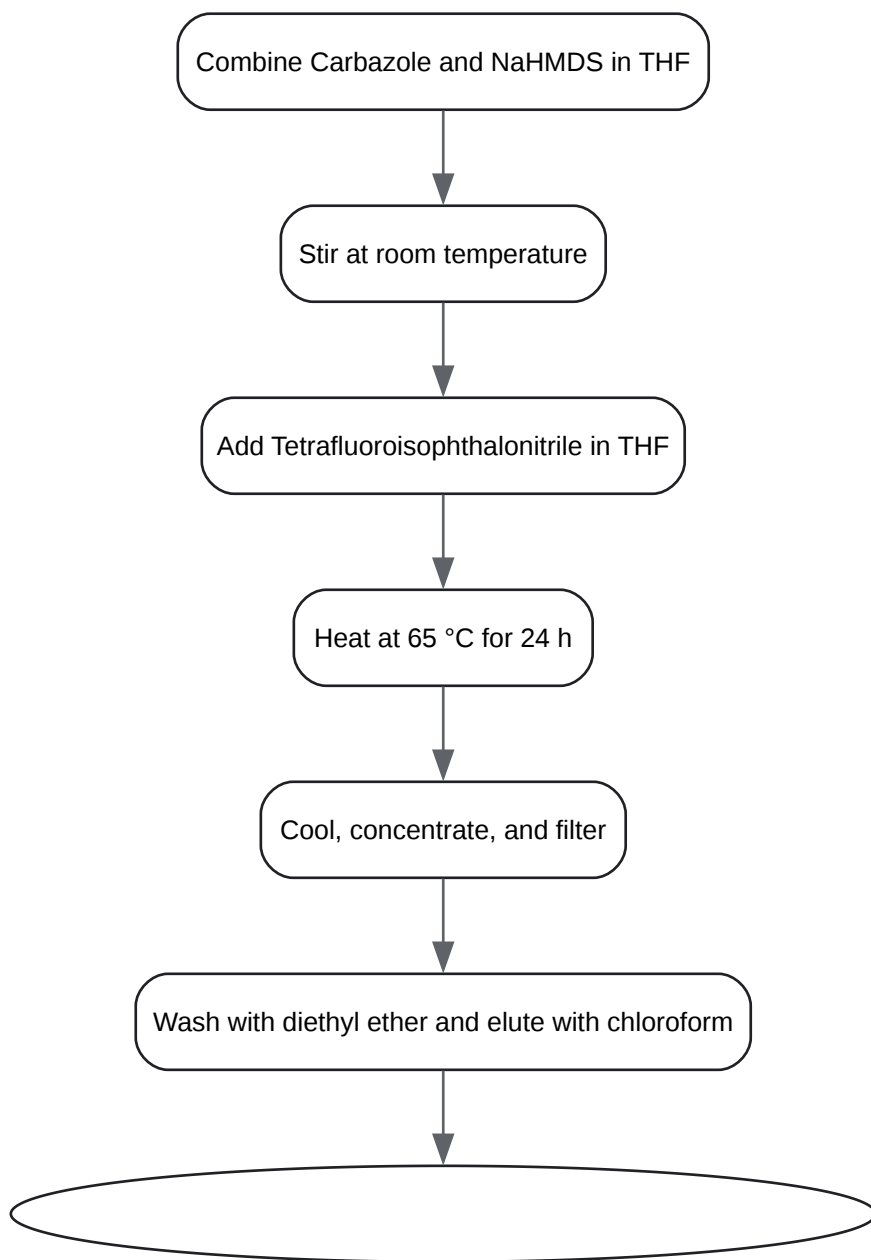 Combine Carbazole and NaHMDS in THF
Stir at room temperature
Add Tetrafluoroisophthalonitrile in THF
Heat at 65 °C for 24 h
Cool, concentrate, and filter
Wash with diethyl ether and elute with chloroform